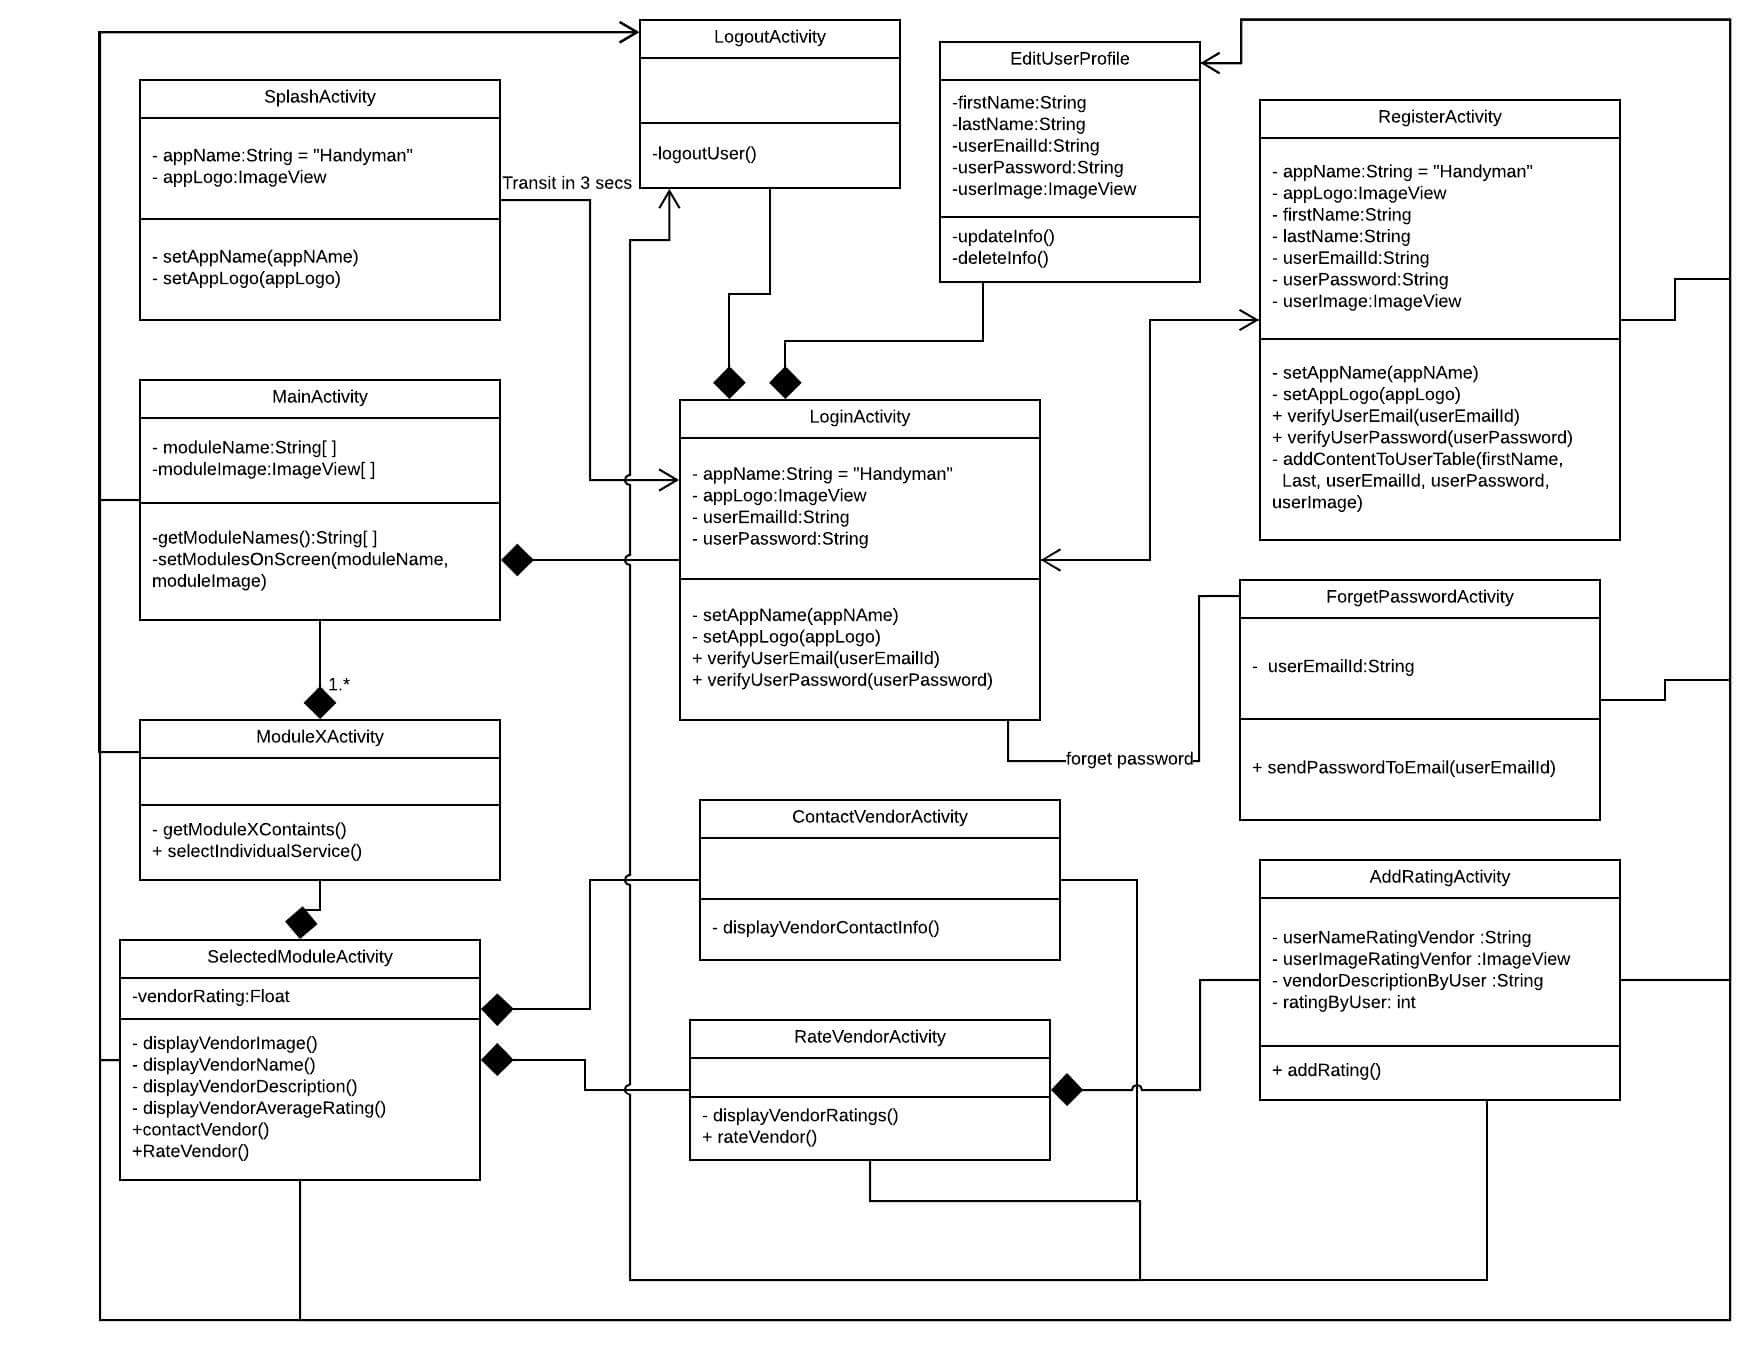 LogoutActivity
-logoutUser()
EditUserProfile
-firstName:String
-lastName:String
-userEnailId:String
-userPassword:String
-userImage:ImageView
-updateInfo()
-deleteInfo()
SplashActivity
- appName:String = "Handyman"
- appLogo:ImageView
- setAppName(appNAme)
- setAppLogo(appLogo)
Transit in 3 secs
RegisterActivity
- appName:String = "Handyman"
- appLogo:ImageView
- firstName:String
- lastName:String
- userEmailId:String
- userPassword:String
- userImage:ImageView
- setAppName(appNAme)
- setAppLogo(appLogo)
+ verifyUserEmail(userEmailId)
+ verifyUserPassword(userPassword)
- addContentToUserTable(firstName,
Last, userEmailId, userPassword,
userImage)
MainActivity
- moduleName:String[ ]
-moduleImage:ImageView[ ]
-getModuleNames():String[ ]
-setModulesOnScreen(moduleName,
moduleImage)
1.*
LoginActivity
- appName:String = "Handyman"
- appLogo:ImageView
- userEmailId:String
- userPassword:String
- setAppName(appNAme)
- setAppLogo(appLogo)
+ verifyUserEmail(userEmailId)
+ verifyUserPassword(userPassword)
forget password
ForgetPasswordActivity
- userEmailId:String
+ sendPasswordToEmail(userEmailId)
ModuleXActivity
- getModuleXContaints()
+ selectIndividualService()
ContactVendorActivity
- displayVendorContactInfo()
AddRatingActivity
- userNameRatingVendor :String
- userImageRatingVenfor :ImageView
- vendorDescriptionByUser :String
- ratingByUser: int
+ addRating()
SelectedModuleActivity
-vendorRating:Float
- displayVendorImage()
- displayVendorName()
- displayVendorDescription()
- displayVendorAverageRating()
+contactVendor()
+RateVendor()
RateVendorActivity
- displayVendorRatings()
+ rateVendor()